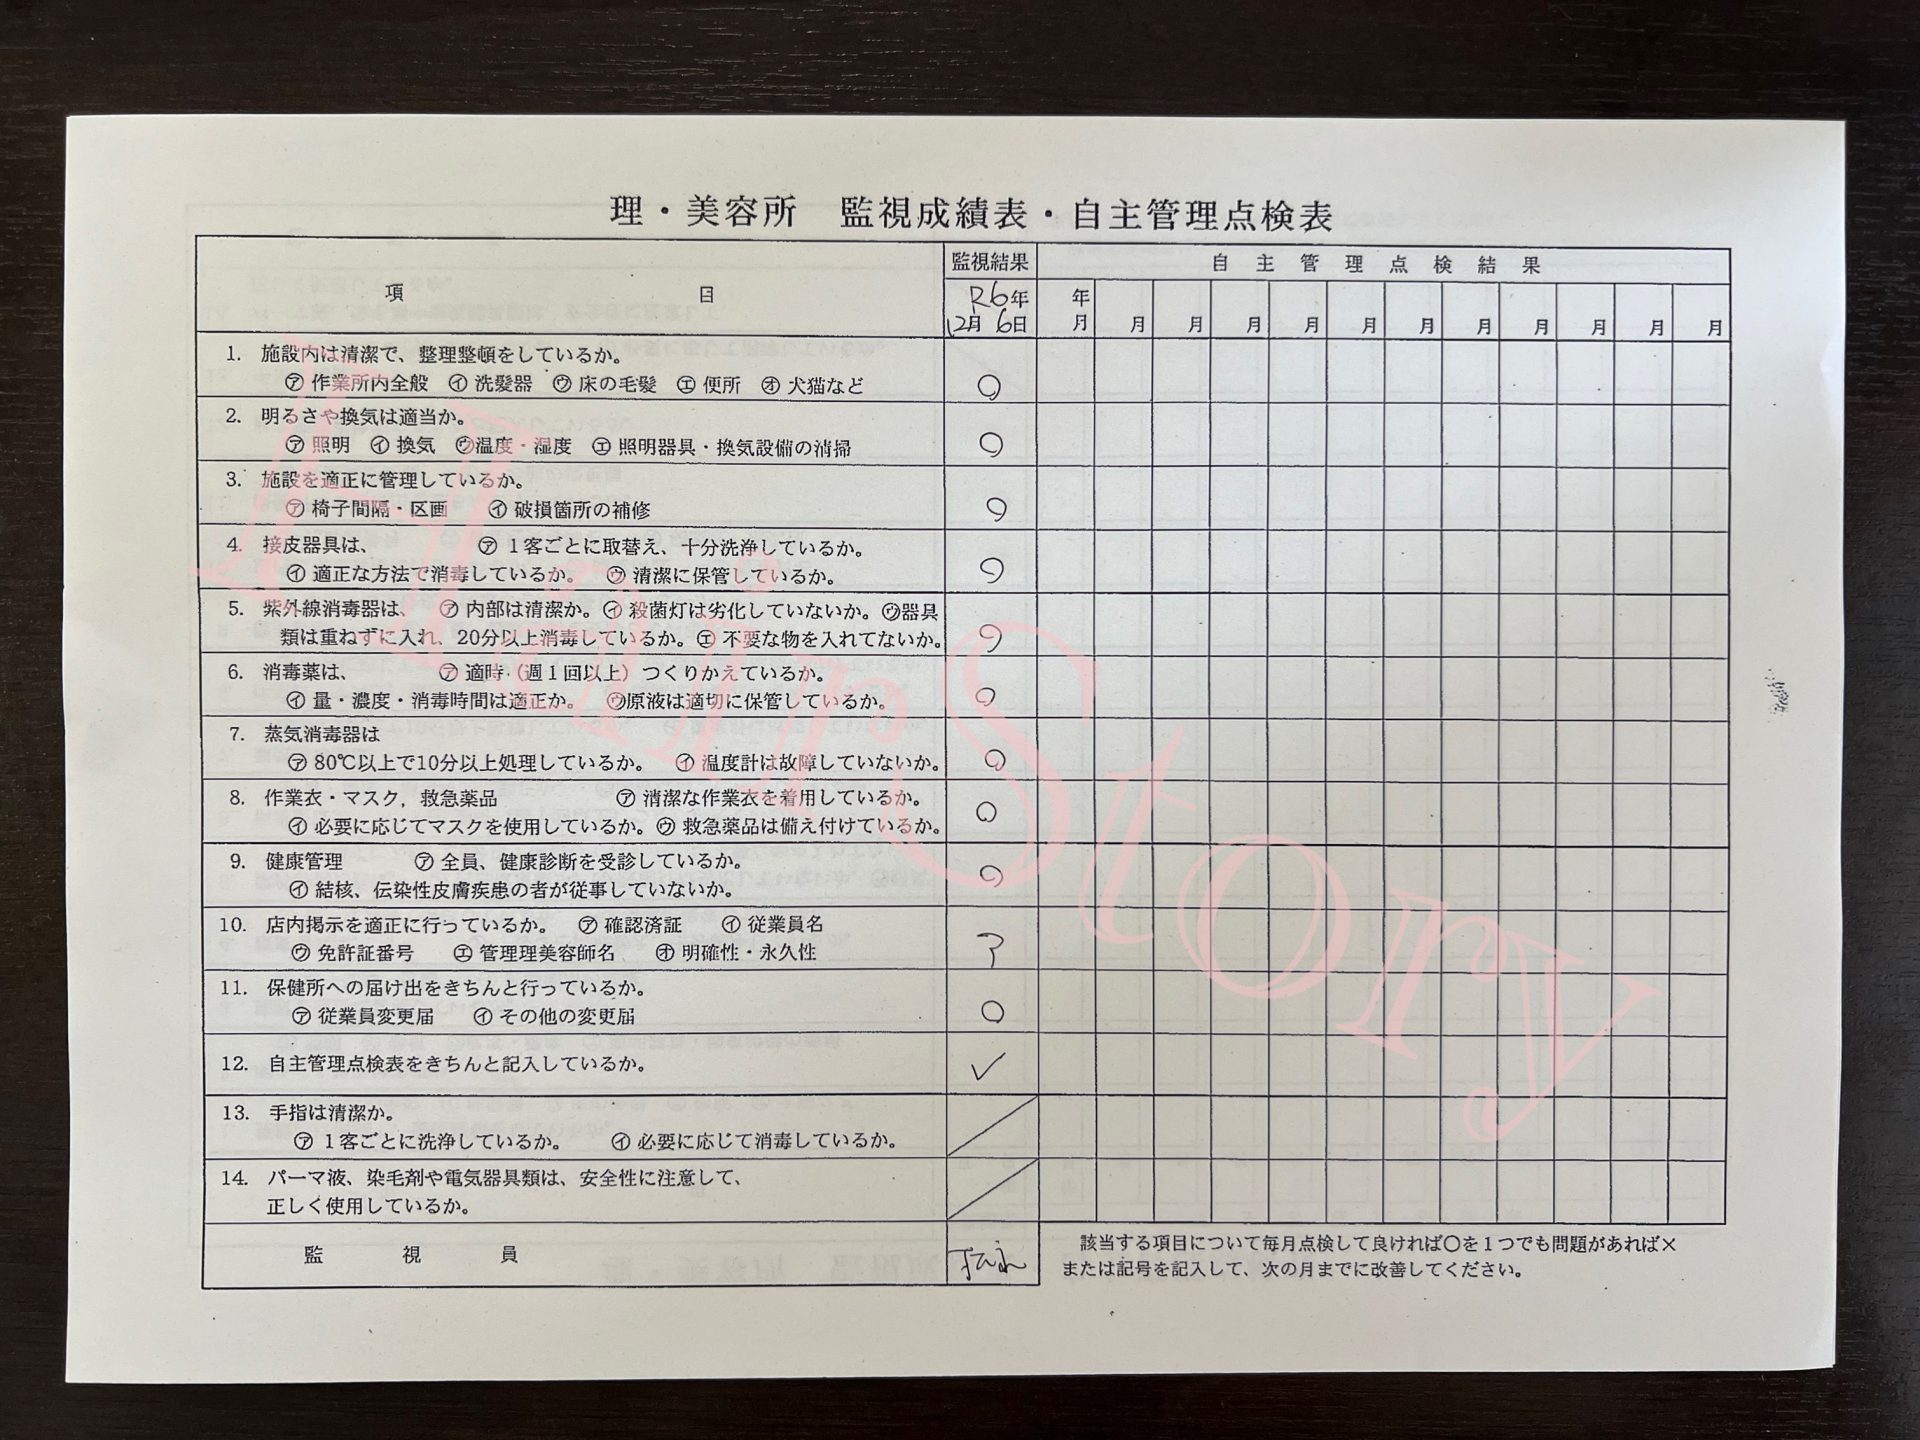 理・美容所　監視成績表・自主管理点検表
項　目
監視結果
自主管理点検結果
R6年
12月 6日
年
月 月 月 月 月 月 月 月 月 月 月 月
1. 施設内は清潔で、整理整頓をしているか。
㋐ 作業所内全般 ㋑ 洗髪器 ㋒ 床の毛髪 ㋓ 便所 ㋔ 犬猫など ○
2. 明るさや換気は適当か。
㋐ 照明 ㋑ 換気 ㋒温度・湿度 ㋓ 照明器具・換気設備の清掃 ○
3. 施設を適正に管理しているか。
㋐ 椅子間隔・区画 ㋑ 破損箇所の補修 ○
4. 接皮器具は、 ㋐ 1客ごとに取替え、十分洗浄しているか。
㋑ 適正な方法で消毒しているか。 ㋒ 清潔に保管しているか。 ○
5. 紫外線消毒器は、 ㋐ 内部は清潔か。㋑ 殺菌灯は劣化していないか。㋒器具
類は重ねずに入れ、20分以上消毒しているか。㋓ 不要な物を入れてないか。 ○
6. 消毒薬は、 ㋐ 適時（週1回以上）つくりかえているか。
㋑ 量・濃度・消毒時間は適正か。 ㋒原液は適切に保管しているか。 ○
7. 蒸気消毒器は
㋐ 80℃以上で10分以上処理しているか。 ㋑ 温度計は故障していないか。 ○
8. 作業衣・マスク，救急薬品 ㋐ 清潔な作業衣を着用しているか。
㋑ 必要に応じてマスクを使用しているか。㋒ 救急薬品は備え付けているか。 ○
9. 健康管理 ㋐ 全員、健康診断を受診しているか。
㋑ 結核、伝染性皮膚疾患の者が従事していないか。 ○
10. 店内掲示を適正に行っているか。 ㋐ 確認済証 ㋑ 従業員名
㋒ 免許証番号 ㋓ 管理理美容師名 ㋔ 明確性・永久性
11. 保健所への届け出をきちんと行っているか。
㋐ 従業員変更届 ㋑ その他の変更届 ○
12. 自主管理点検表をきちんと記入しているか。 ✓
13. 手指は清潔か。
㋐ 1客ごとに洗浄しているか。 ㋑ 必要に応じて消毒しているか。
14. パーマ液、染毛剤や電気器具類は、安全性に注意して、
正しく使用しているか。
監　視　員
該当する項目について毎月点検して良ければ○を1つでも問題があれば×
または記号を記入して、次の月までに改善してください。
HairStory